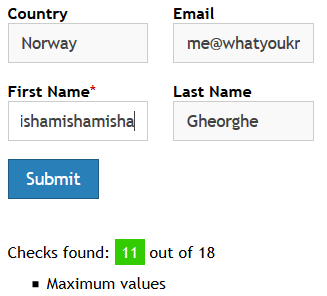 Country Email
Norway me@whatyoukr
First Name* Last Name
ishamishamisha Gheorghe
Submit
Checks found: 11 out of 18
Maximum values